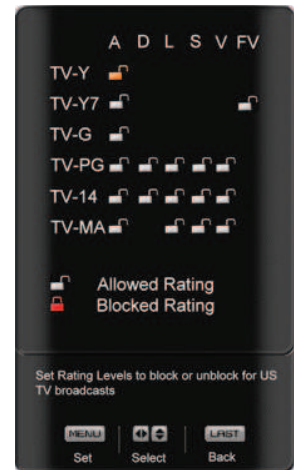 A D L S V FV
TV-Y
TV-Y7
TV-G
TV-PG
TV-14
TV-MA
Allowed Rating
Blocked Rating
Set Rating Levels to block or unblock for US
TV broadcasts
MENU LAST
Set Select Back